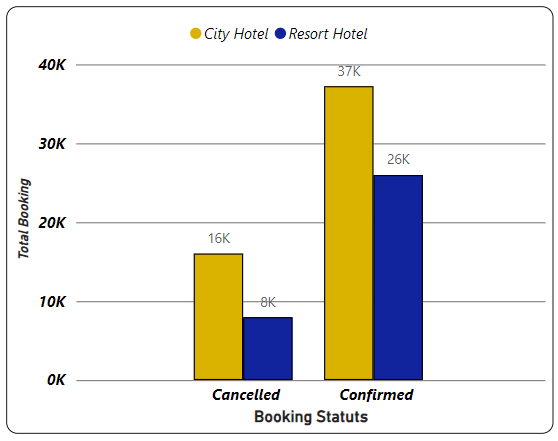 City Hotel Resort Hotel
40K
37K
30K
26K
20K
16K
10K
8K
0K
Total Booking
Cancelled Confirmed
Booking Statuts